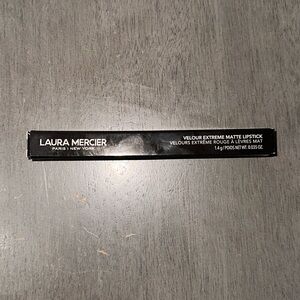 LAURA MERCIER
PARIS | NEW YORK
VELOUR EXTREME MATTE LIPSTICK
VELOURS EXTRÊME ROUGE À LÈVRES MAT
1.4 g / POIDS NET WT. 0.035 OZ